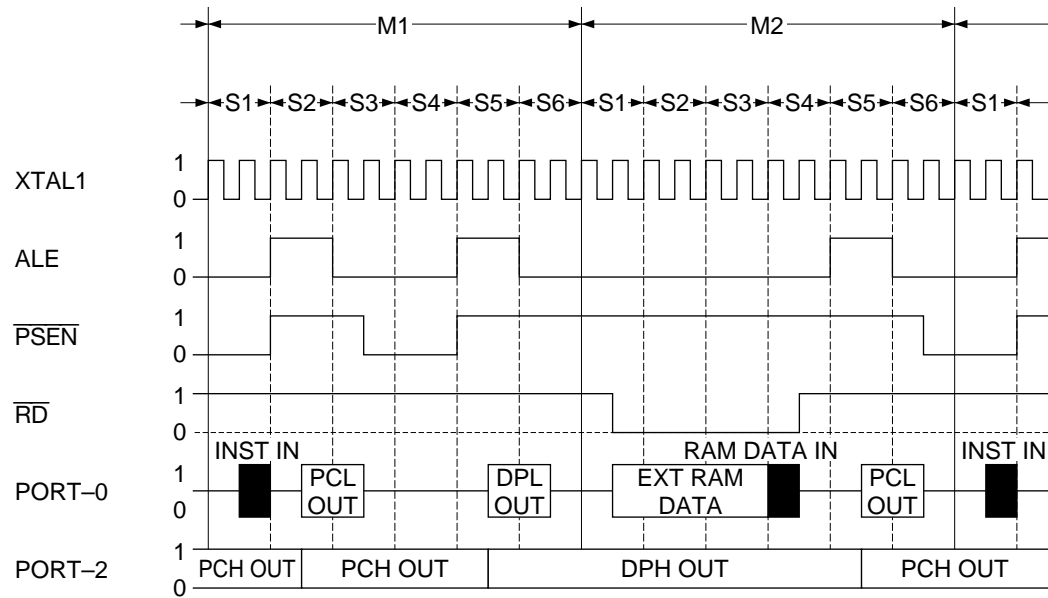 M1 M2
S1 S2 S3 S4 S5 S6 S1 S2 S3 S4 S5 S6 S1
XTAL1 1 0
ALE 1 0
PSEN 1 0
RD 1 0
INST IN RAM DATA IN INST IN
PORT–0 1 0
PCL OUT
DPL OUT
EXT RAM DATA
PCL OUT
PORT–2 1 0
PCH OUT PCH OUT DPH OUT PCH OUT